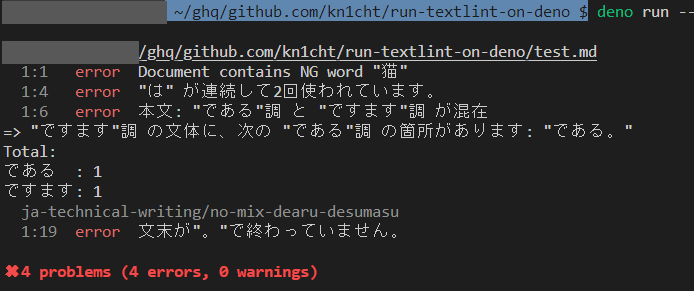 ~/ghq/github.com/kn1cht/run-textlint-on-deno $ deno run --
/ghq/github.com/kn1cht/run-textlint-on-deno/test.md
1:1 error Document contains NG word "猫"
1:4 error "は" が連続して2回使われています。
1:6 error 本文: "である"調 と "ですます"調 が混在
=> "ですます"調 の文体に、次の "である"調 の箇所があります: "である。"
Total:
である : 1
ですます: 1
ja-technical-writing/no-mix-dearu-desumasu
1:19 error 文末が"。"で終わっていません。
✖4 problems (4 errors, 0 warnings)